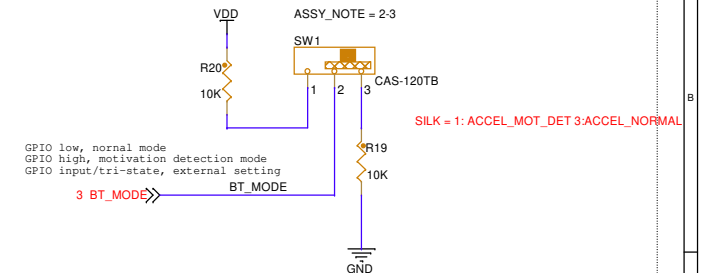 VDD
ASSY_NOTE = 2-3
SW1
R20
CAS-120TB
10K
1
2
3
B
SILK = 1: ACCEL_MOT_DET 3:ACCEL_NORMAL
GPIO low, nornal mode
GPIO high, motivation detection mode
GPIO input/tri-state, external setting
R19
10K
3 BT_MODE
BT_MODE
GND